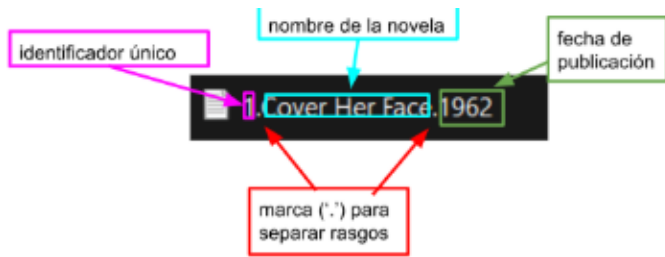 nombre de la novela
identificador único
fecha de
publicación
1.Cover Her Face.1962
marca ('.') para
separar rasgos